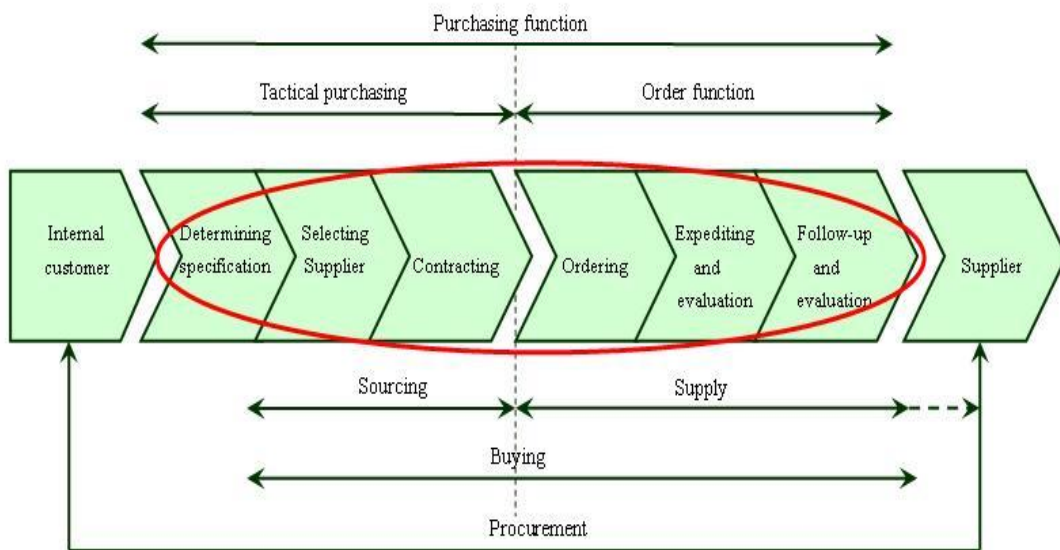 Purchasing function
Tactical purchasing
Order function
Internal
customer
Determining
specification
Selecting
Supplier
Contracting
Ordering
Expediting
and
evaluation
Follow-up
and
evaluation
Supplier
Sourcing
Supply
Buying
Procurement